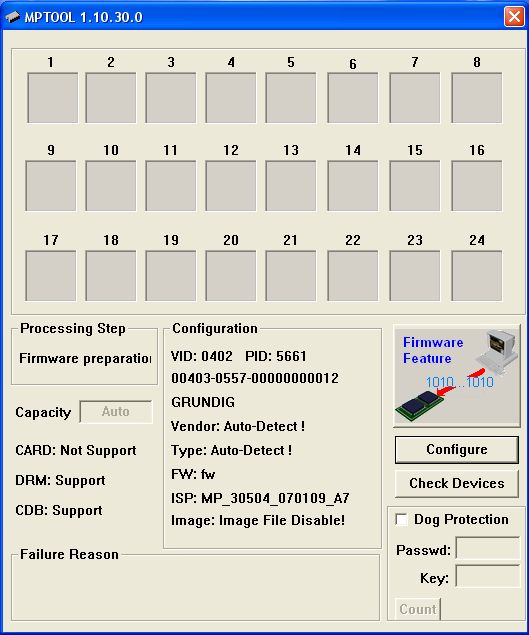 MPTOOL 1.10.30.0
1 2 3 4 5 6 7 8
9 10 11 12 13 14 15 16
17 18 19 20 21 22 23 24
Processing Step
Firmware preparation
Capacity Auto
CARD: Not Support
DRM: Support
CDB: Support
Configuration
VID: 0402 PID: 5661
00403-0557-00000000012
GRUNDIG
Vendor: Auto-Detect !
Type: Auto-Detect !
FW: fw
ISP: MP_30504_070109_A7
Image: Image File Disable!
Firmware
Feature
1010...1010
Configure
Check Devices
Dog Protection
Passwd:
Key:
Count
Failure Reason